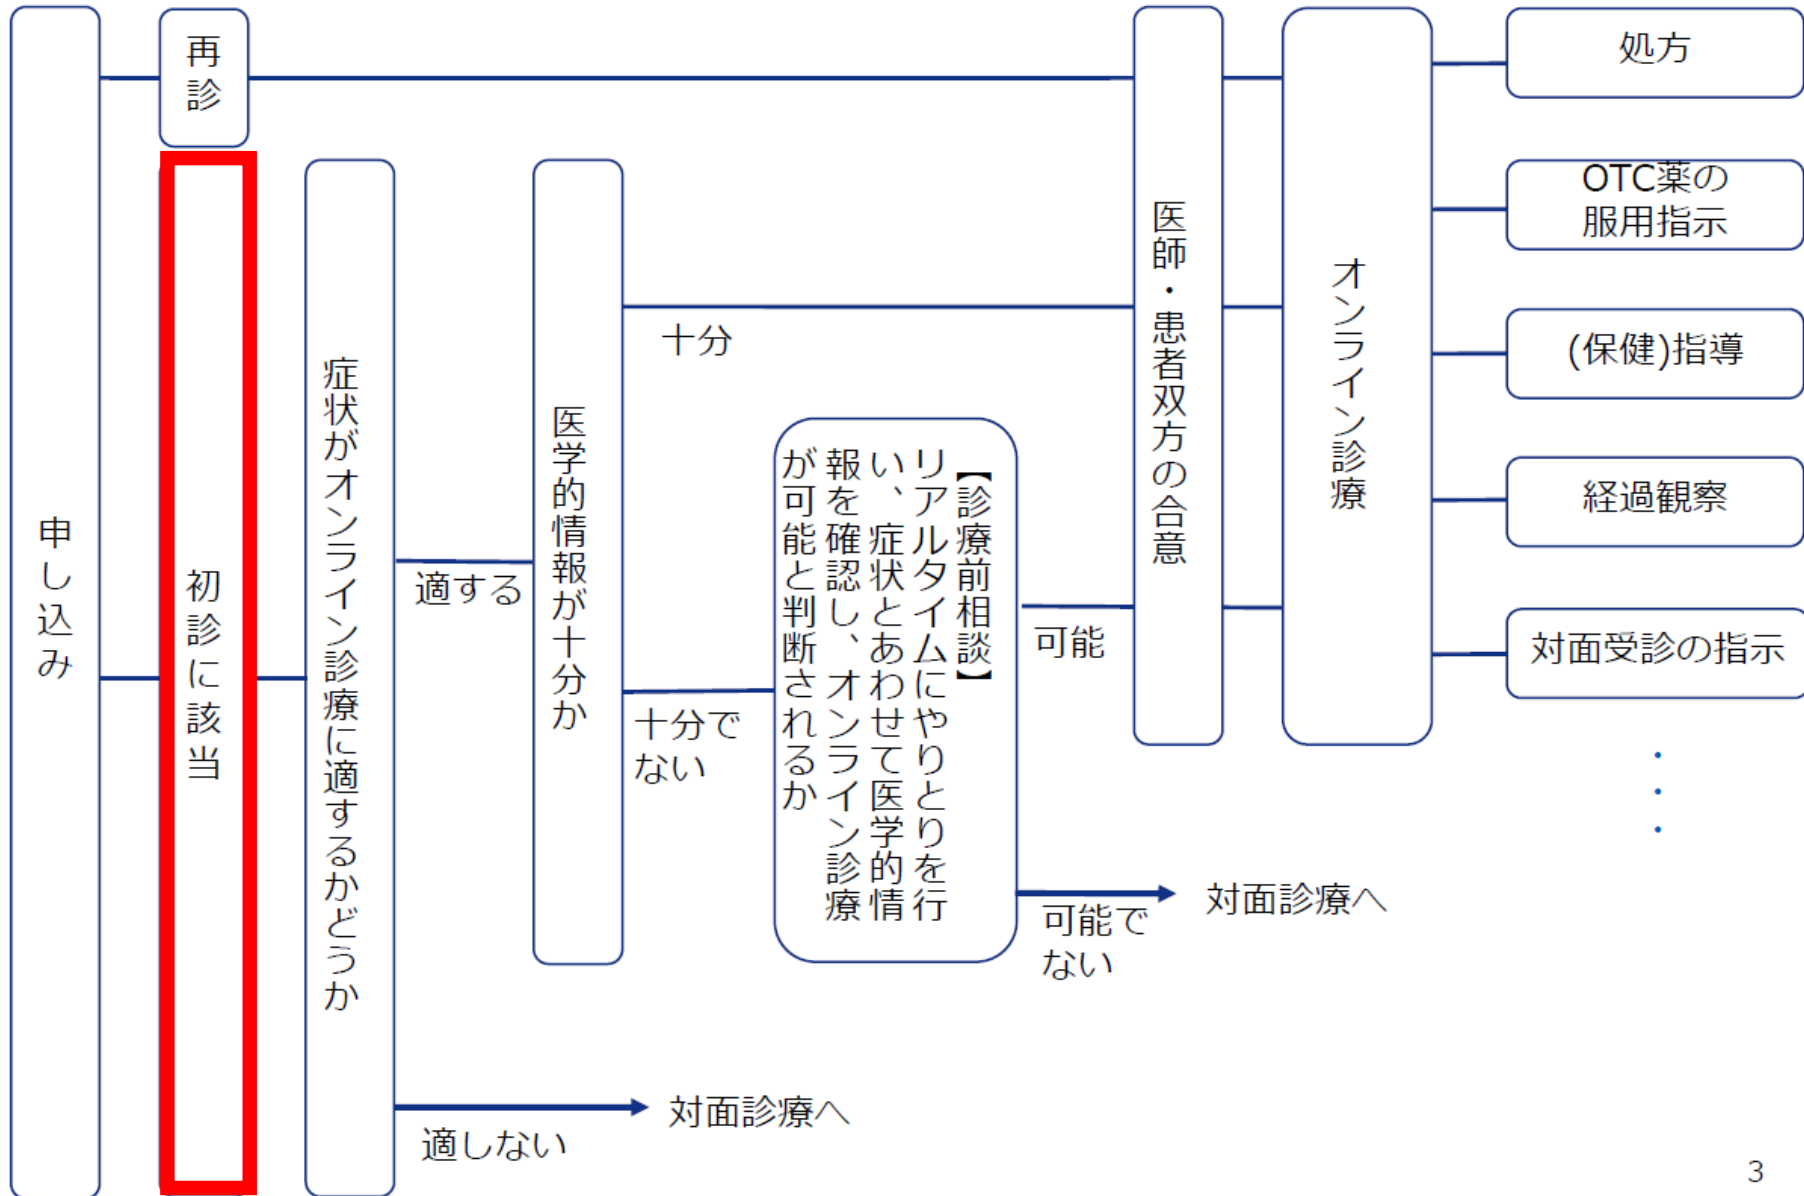 申し込み
再診
初診に該当
症状がオンライン診療に適するかどうか
適する
適しない
対面診療へ
医学的情報が十分か
十分
十分で
ない
【診療前相談】
リアルタイムにやりとりを行
い、症状とあわせて医学的情
報を確認し、オンライン診療
が可能と判断されるか
可能
可能で
ない
対面診療へ
医師・患者双方の合意
オンライン診療
処方
OTC薬の
服用指示
(保健)指導
経過観察
対面受診の指示
・
・
・
3